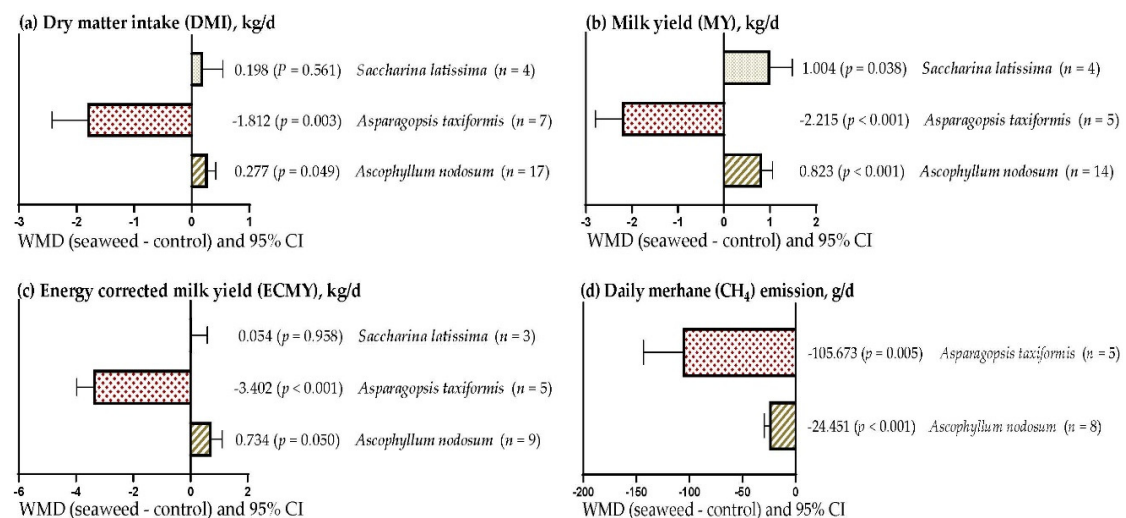 (a) Dry matter intake (DMI), kg/d
0.198 (P = 0.561) Saccharina latissima (n = 4)
-1.812 (p = 0.003) Asparagopsis taxiformis (n = 7)
0.277 (p = 0.049) Ascophyllum nodosum (n = 17)
-3 -2 -1 0 1
WMD (seaweed - control) and 95% CI
(b) Milk yield (MY), kg/d
1.004 (p = 0.038) Saccharina latissima (n = 4)
-2.215 (p < 0.001) Asparagopsis taxiformis (n = 5)
0.823 (p < 0.001) Ascophyllum nodosum (n = 14)
-3 -2 -1 0 1 2
WMD (seaweed - control) and 95% CI
(c) Energy corrected milk yield (ECMY), kg/d
0.054 (p = 0.958) Saccharina latissima (n = 3)
-3.402 (p < 0.001) Asparagopsis taxiformis (n = 5)
0.734 (p = 0.050) Ascophyllum nodosum (n = 9)
-6 -4 -2 0 2
WMD (seaweed - control) and 95% CI
(d) Daily merhane (CH₄) emission, g/d
-105.673 (p = 0.005) Asparagopsis taxiformis (n = 5)
-24.451 (p < 0.001) Ascophyllum nodosum (n = 8)
-200 -150 -100 -50 0
WMD (seaweed - control) and 95% CI